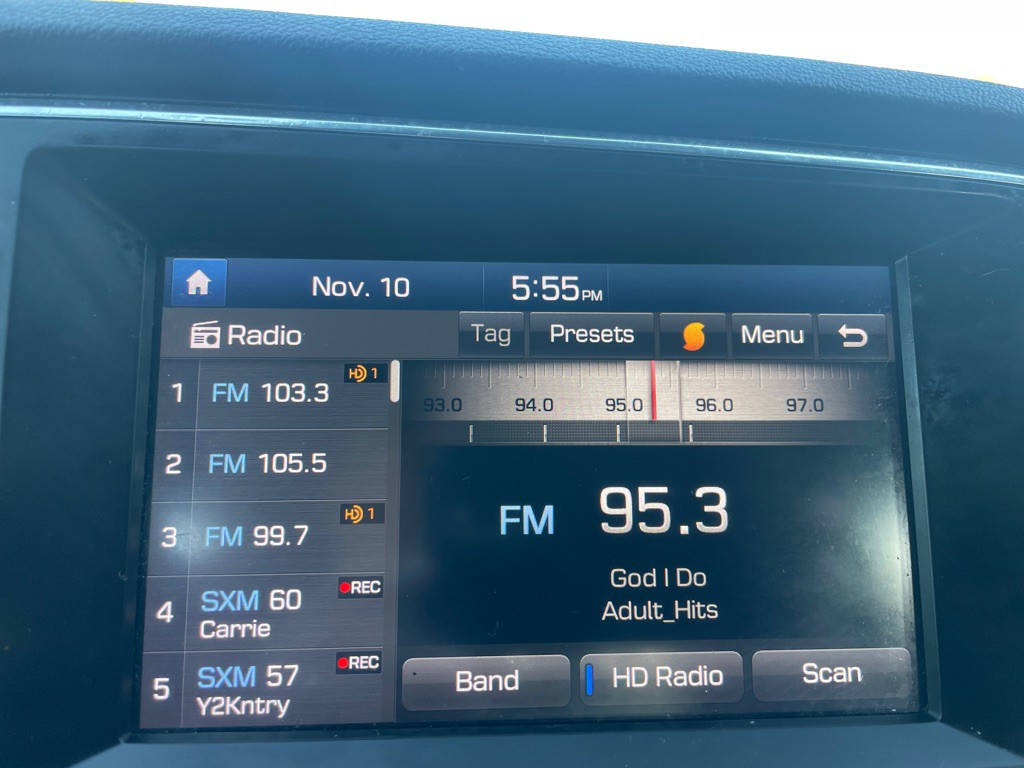 Nov. 10
5:55 PM
Radio
Tag
Presets
Menu
1 FM 103.3 HD 1
2 FM 105.5
3 FM 99.7 HD 1
4 SXM 60 REC
Carrie
5 SXM 57 REC
Y2Kntry
93.0 94.0 95.0 96.0 97.0
FM 95.3
God I Do
Adult_Hits
Band
HD Radio
Scan